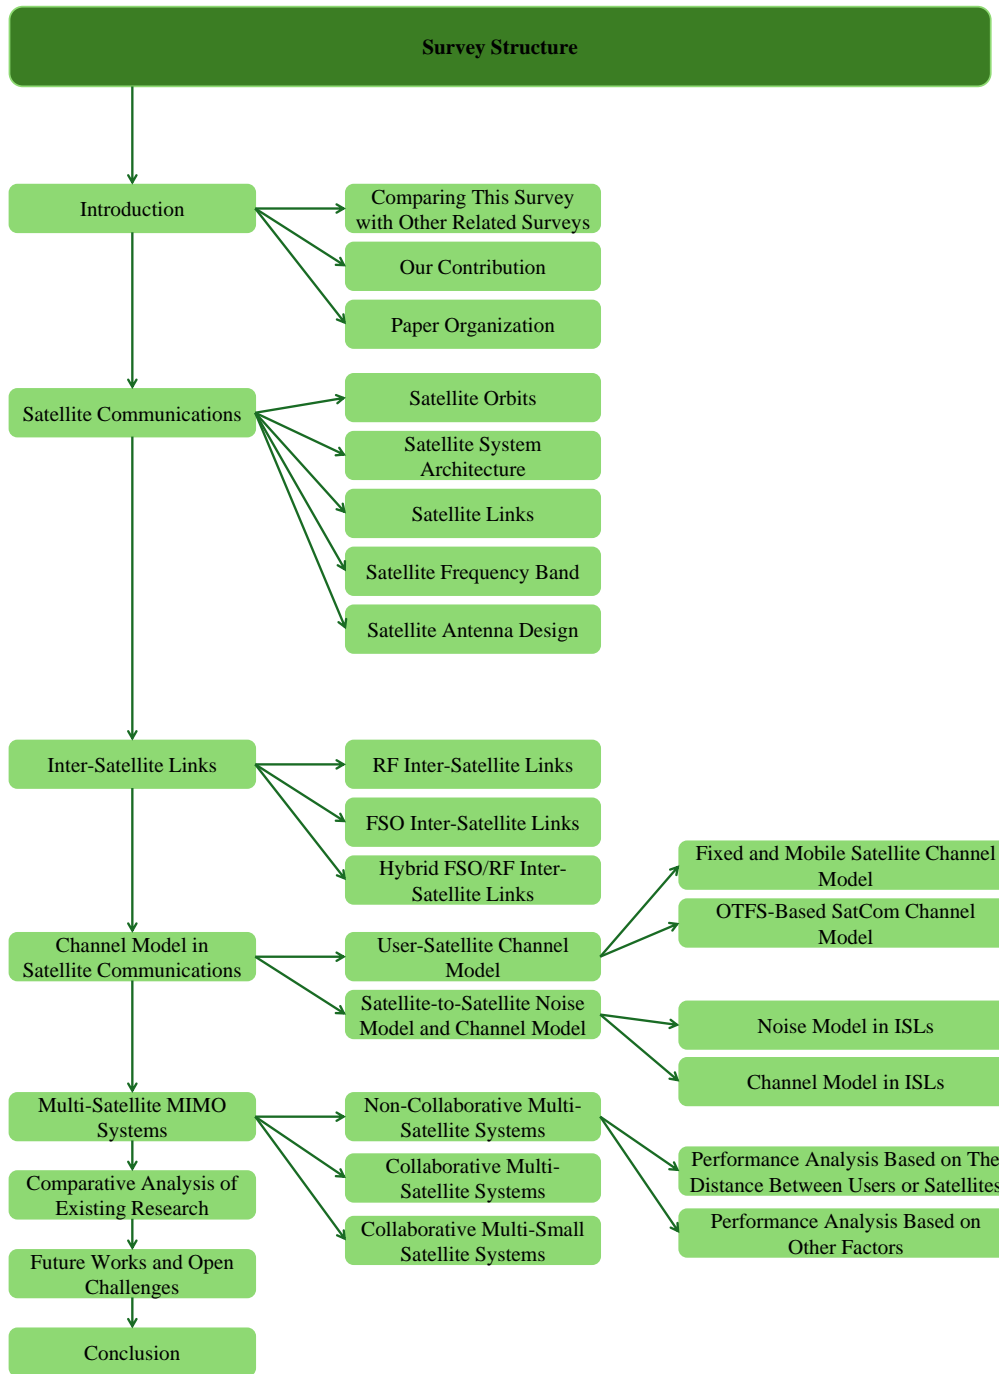 Survey Structure
Introduction
Comparing This Survey
with Other Related Surveys
Our Contribution
Paper Organization
Satellite Communications
Satellite Orbits
Satellite System
Architecture
Satellite Links
Satellite Frequency Band
Satellite Antenna Design
Inter-Satellite Links
RF Inter-Satellite Links
FSO Inter-Satellite Links
Hybrid FSO/RF Inter-
Satellite Links
Channel Model in
Satellite Communications
User-Satellite Channel
Model
Fixed and Mobile Satellite Channel
Model
OTFS-Based SatCom Channel
Model
Satellite-to-Satellite Noise
Model and Channel Model
Noise Model in ISLs
Channel Model in ISLs
Multi-Satellite MIMO
Systems
Non-Collaborative Multi-
Satellite Systems
Performance Analysis Based on The
Distance Between Users or Satellites
Performance Analysis Based on
Other Factors
Collaborative Multi-
Satellite Systems
Collaborative Multi-Small
Satellite Systems
Comparative Analysis of
Existing Research
Future Works and Open
Challenges
Conclusion